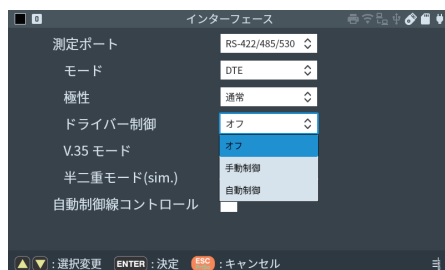 0 インターフェース
測定ポート RS-422/485/530
モード DTE
極性 通常
ドライバー制御 オフ
V.35 モード オフ
手動制御
半二重モード(sim.)
自動制御
自動制御線コントロール
:選択変更 ENTER :決定 ESC :キャンセル